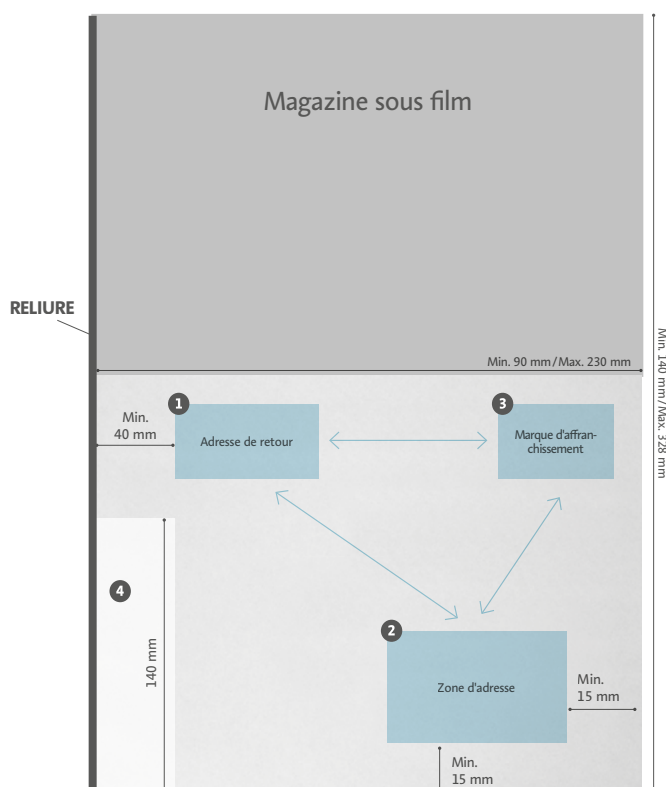 Magazine sous film
RELIURE
Min. 90 mm/Max. 230 mm
Min. 140 mm/Max. 328 mm
1
3
Min.
40 mm
Adresse de retour
Marque d'affran-
chissement
4
140 mm
2
Zone d'adresse
Min.
15 mm
Min.
15 mm